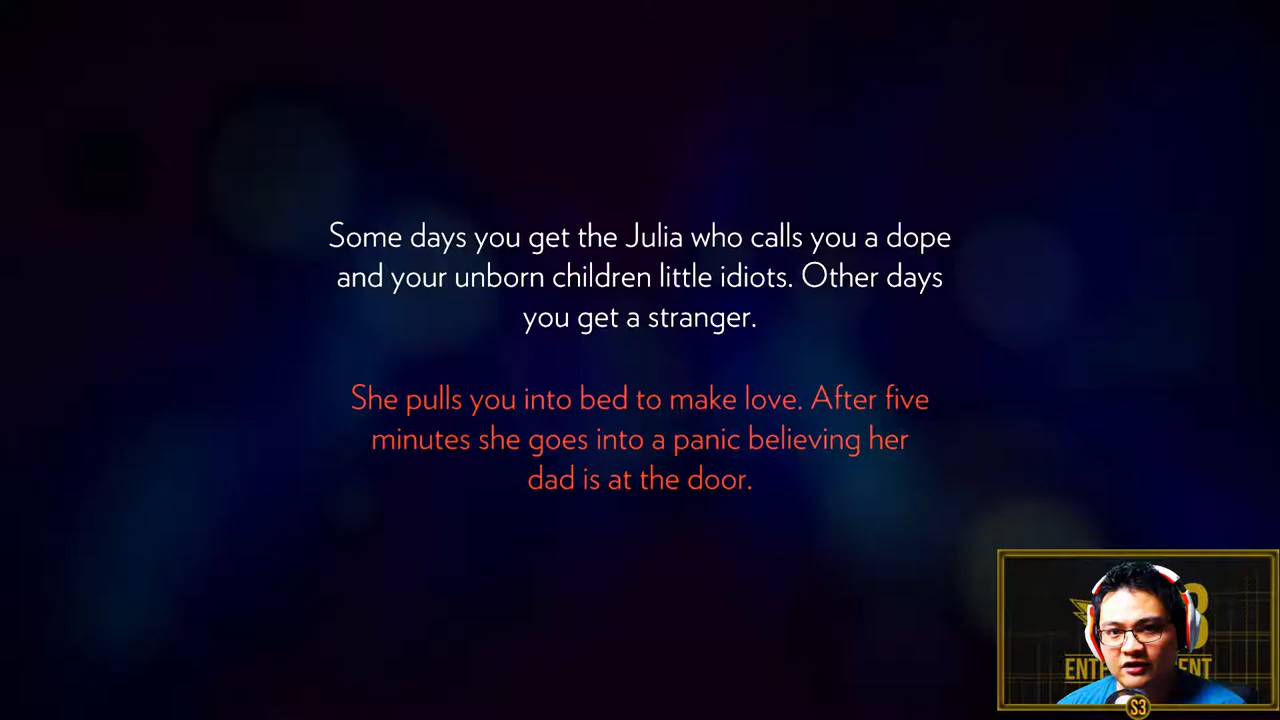 Some days you get the Julia who calls you a dope
and your unborn children little idiots. Other days
you get a stranger.
She pulls you into bed to make love. After five
minutes she goes into a panic believing her
dad is at the door.
S3